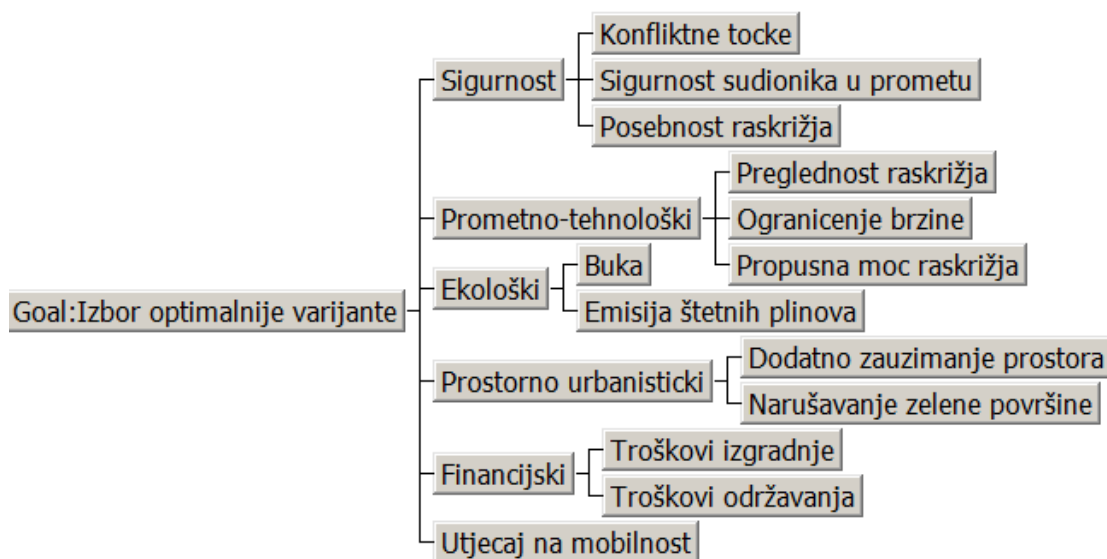 Goal:Izbor optimalnije varijante
Sigurnost
Konfliktne tocke
Sigurnost sudionika u prometu
Posebnost raskrižja
Prometno-tehnološki
Preglednost raskrižja
Ogranicenje brzine
Propusna moc raskrižja
Ekološki
Buka
Emisija štetnih plinova
Prostorno urbanisticki
Dodatno zauzimanje prostora
Narušavanje zelene površine
Financijski
Troškovi izgradnje
Troškovi održavanja
Utjecaj na mobilnost